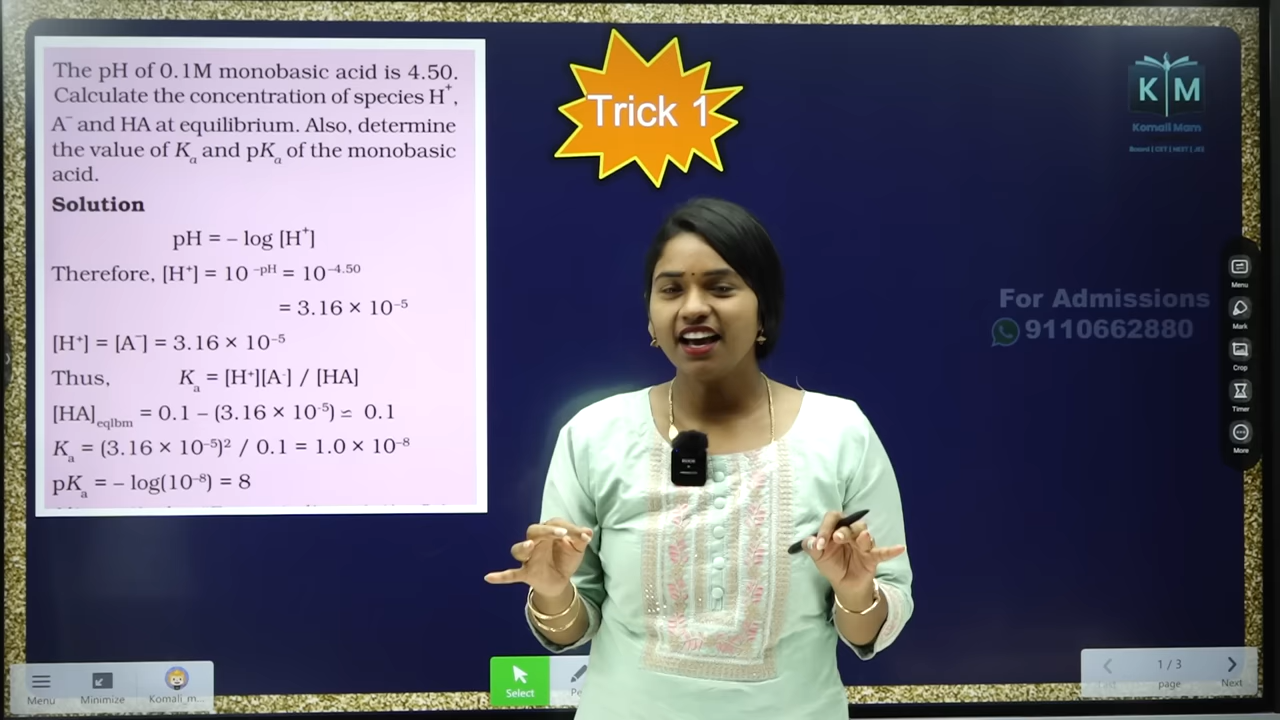 The pH of 0.1M monobasic acid is 4.50.
Calculate the concentration of species H⁺,
A⁻ and HA at equilibrium. Also, determine
the value of Kₐ and pKₐ of the monobasic
acid.
Solution
pH = – log [H⁺]
Therefore, [H⁺] = 10 ⁻ᵖᴴ = 10⁻⁴·⁵⁰
= 3.16 × 10⁻⁵
[H⁺] = [A⁻] = 3.16 × 10⁻⁵
Thus, Kₐ = [H⁺][A⁻] / [HA]
[HA]eqlbm = 0.1 – (3.16 × 10⁻⁵) ≃ 0.1
Kₐ = (3.16 × 10⁻⁵)² / 0.1 = 1.0 × 10⁻⁸
pKₐ = – log(10⁻⁸) = 8
Trick 1
K M
Komali Mam
Board | CET | NEET | JEE
For Admissions
9110662880
Menu
Mark
Crop
Timer
More
Menu
Minimize
Komali_m...
Select
1 / 3
page
Next